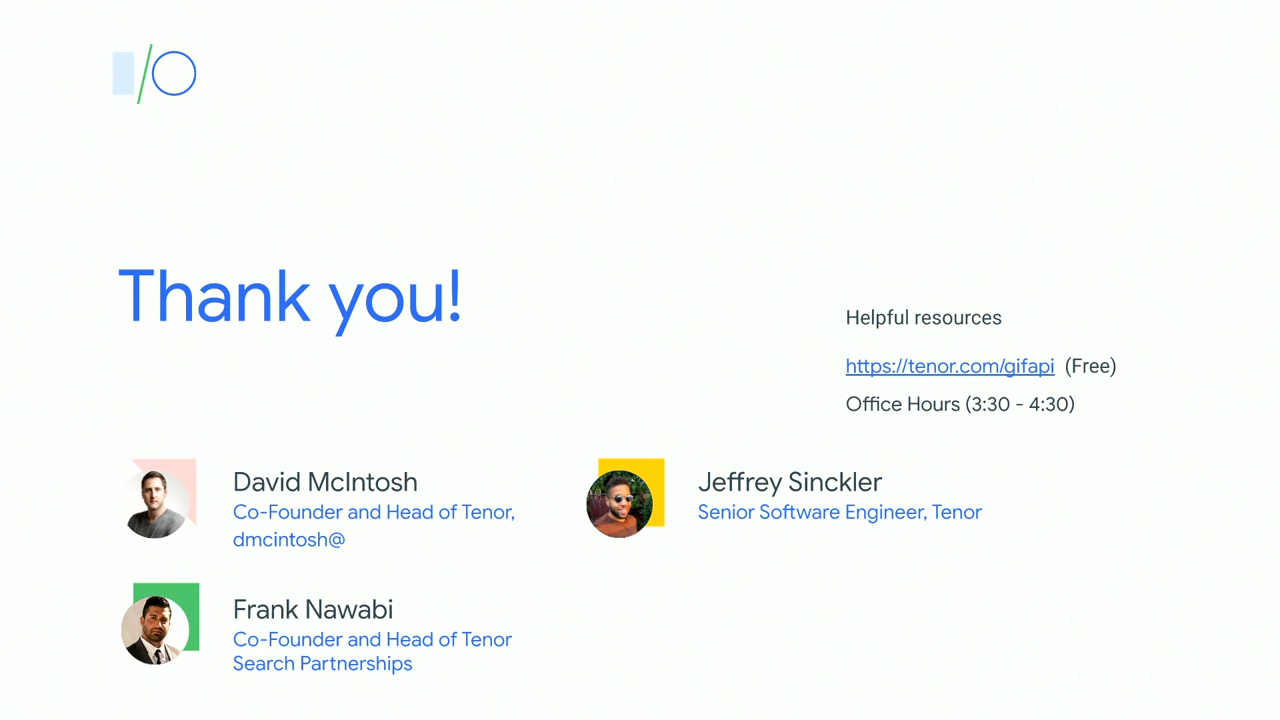 I/O
Thank you!
Helpful resources
https://tenor.com/gifapi (Free)
Office Hours (3:30 - 4:30)
David McIntosh
Co-Founder and Head of Tenor,
dmcintosh@
Jeffrey Sinckler
Senior Software Engineer, Tenor
Frank Nawabi
Co-Founder and Head of Tenor
Search Partnerships